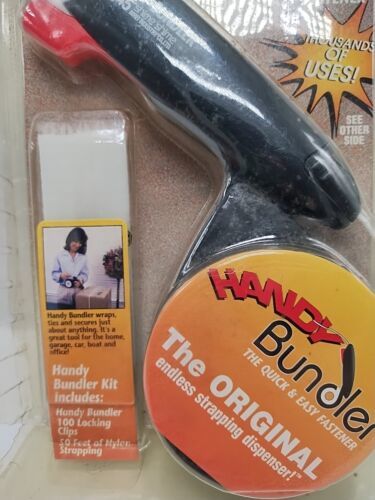 THOUSANDS
OF
USES!
SEE
OTHER
SIDE
Handy Bundler wraps,
ties and secures just
about anything. It's a
great tool for the home,
garage, car, boat and
office!
Handy
Bundler Kit
includes:
Handy Bundler
100 Locking
Clips
50 Feet of Nylon
Strapping
HANDY
Bundler
THE QUICK & EASY FASTENER
The ORIGINAL
endless strapping dispenser!™